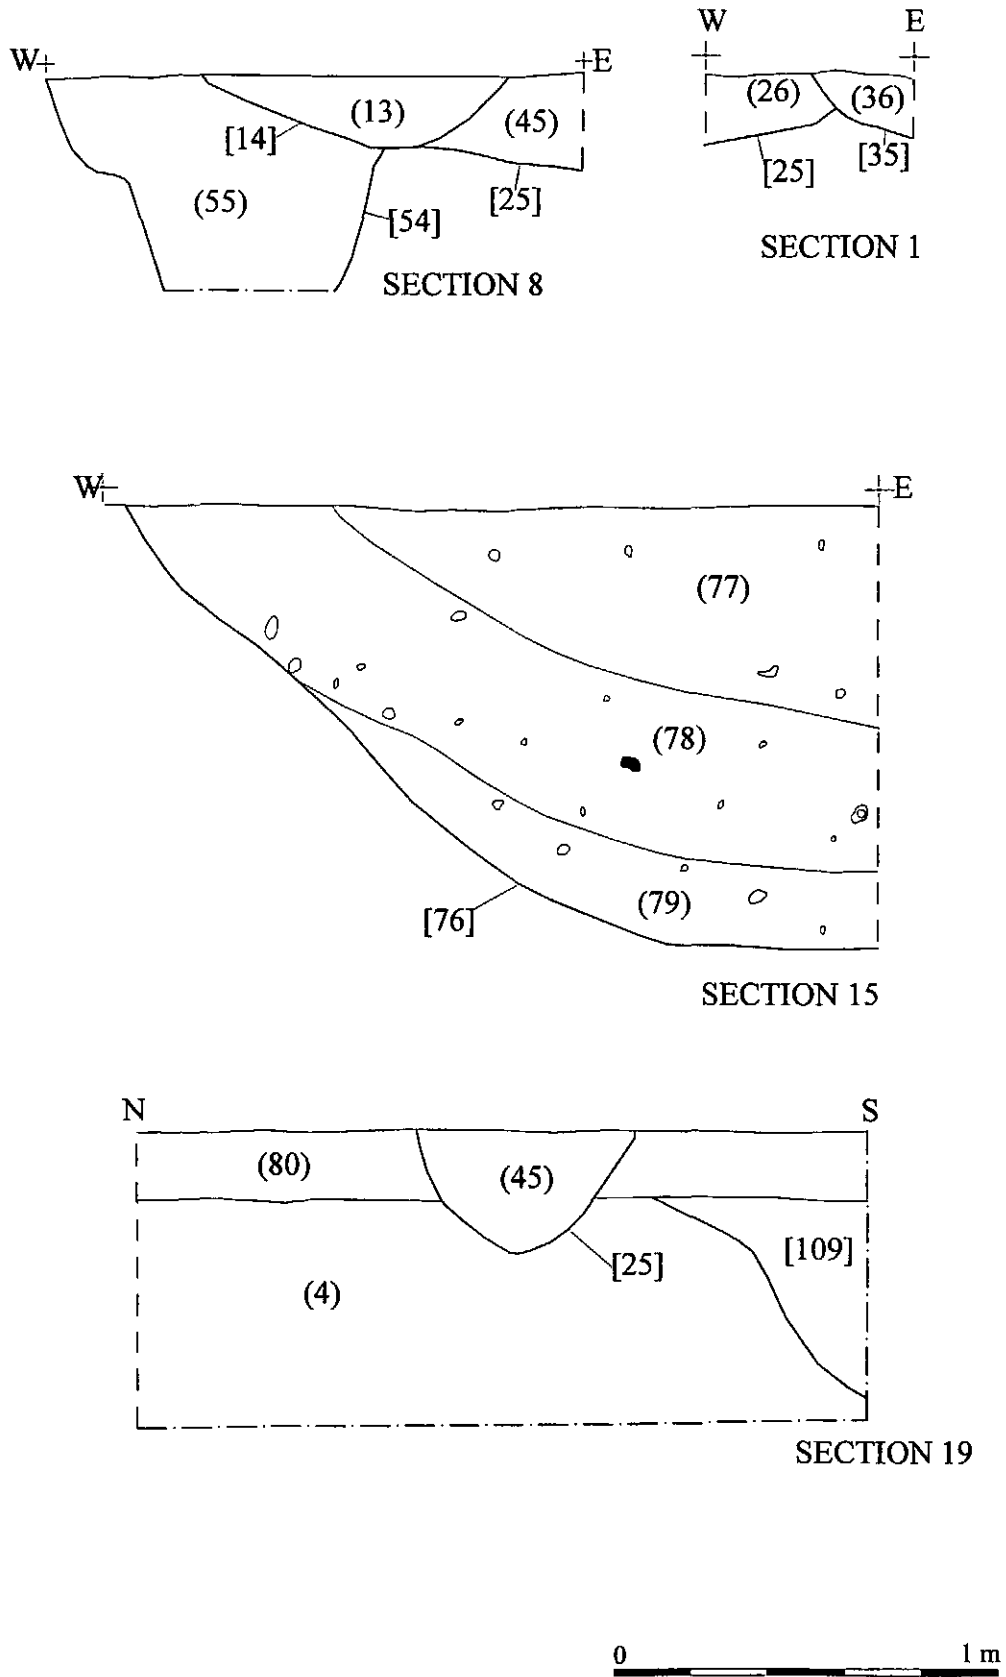 W E
(13)
(45)
[14]
(55)
[25]
[54]
SECTION 8
W E
(26) (36)
[35]
[25]
SECTION 1
W E
(77)
(78)
(79)
[76]
SECTION 15
N S
(80)
(45)
[109]
[25]
(4)
SECTION 19
0 1 m